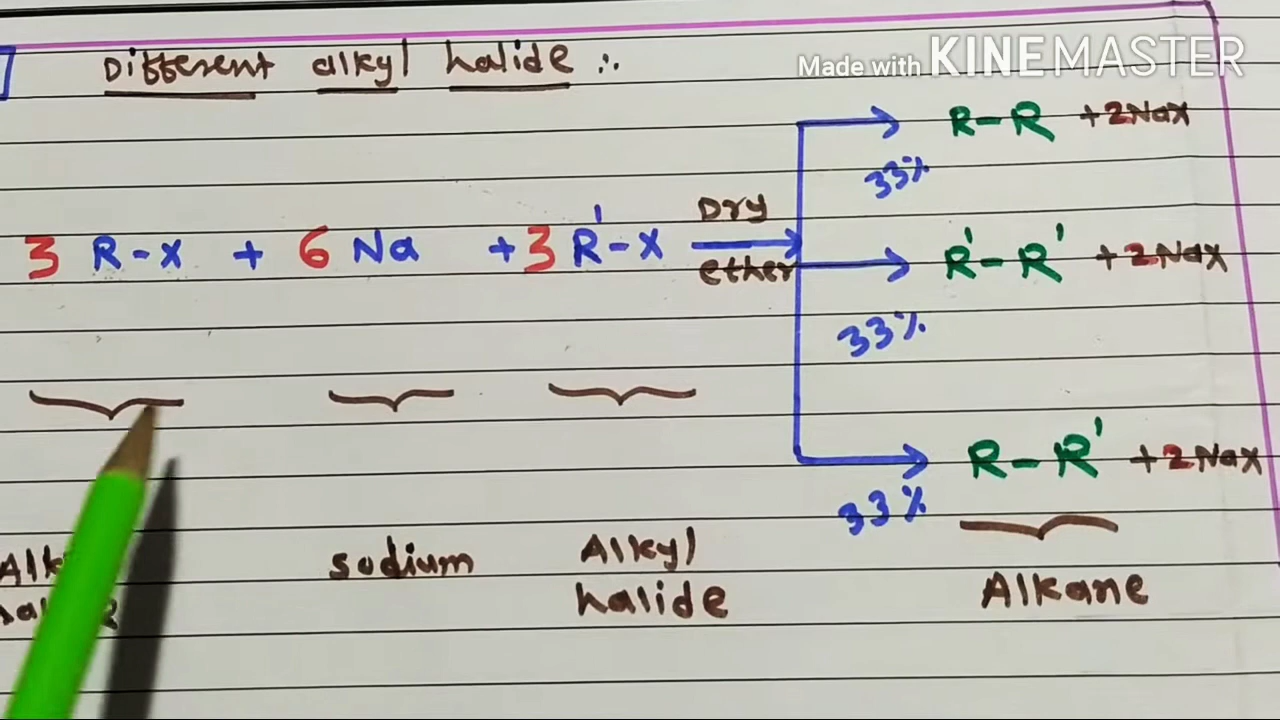 Different alkyl halide :.
Made with KINEMASTER
R-R + 2Nax
33%
3 R-x + 6 Na + 3 R'-x Dry ether
R'-R' + 2Nax
33%
R-R' + 2Nax
33%
sodium
Alkyl halide
Alkane